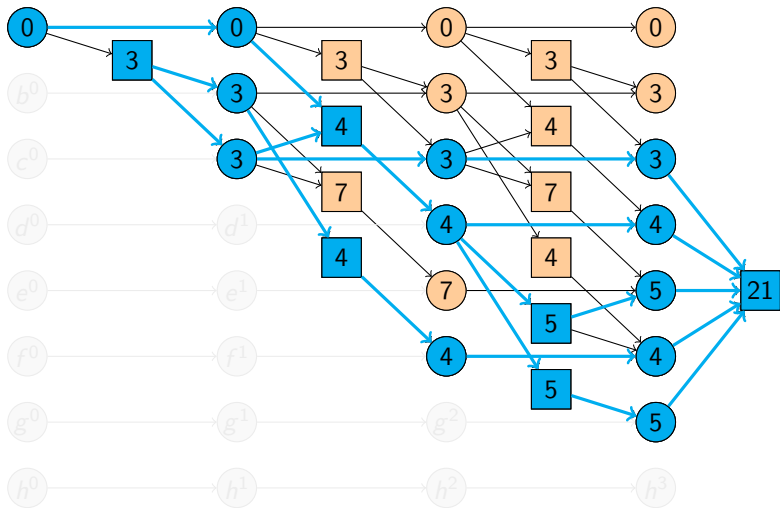 0 0 0 0
3 3 3
b⁰ 3 3 3
4 4
c⁰ 3 3 3
7 7
d⁰ d¹ 4 4
4 4
e⁰ e¹ 7 5 21
5
f⁰ f¹ 4 4
5
g⁰ g¹ g² 5
h⁰ h¹ h² h³